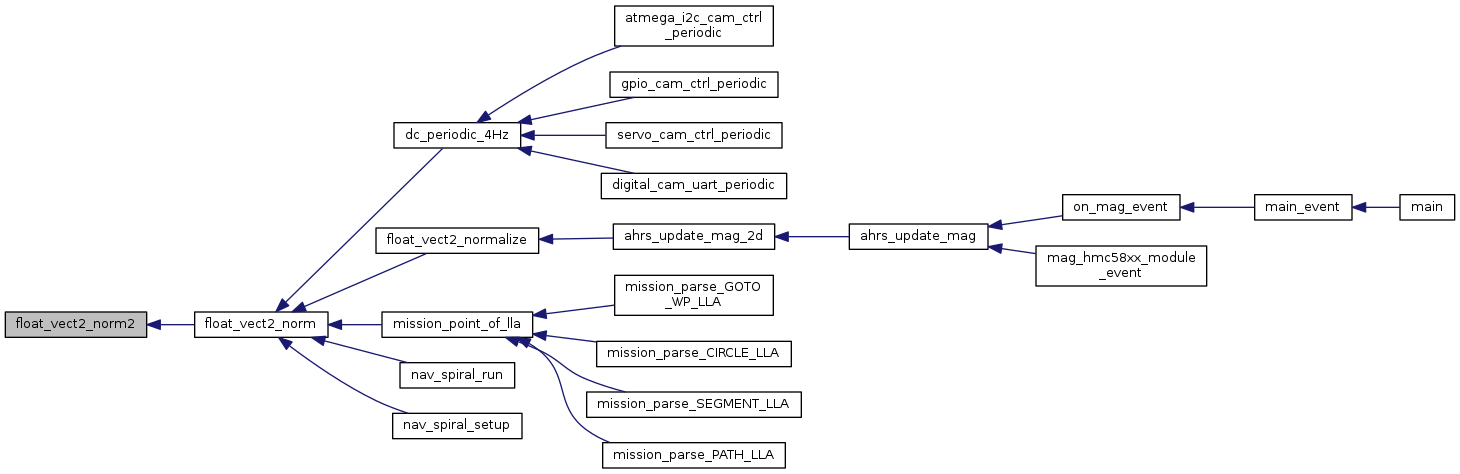 atmega_i2c_cam_ctrl
_periodic
gpio_cam_ctrl_periodic
dc_periodic_4Hz
servo_cam_ctrl_periodic
digital_cam_uart_periodic
on_mag_event
main_event
main
float_vect2_normalize
ahrs_update_mag_2d
ahrs_update_mag
mag_hmc58xx_module
_event
mission_parse_GOTO
_WP_LLA
float_vect2_norm2
float_vect2_norm
mission_point_of_lla
mission_parse_CIRCLE_LLA
nav_spiral_run
mission_parse_SEGMENT_LLA
nav_spiral_setup
mission_parse_PATH_LLA